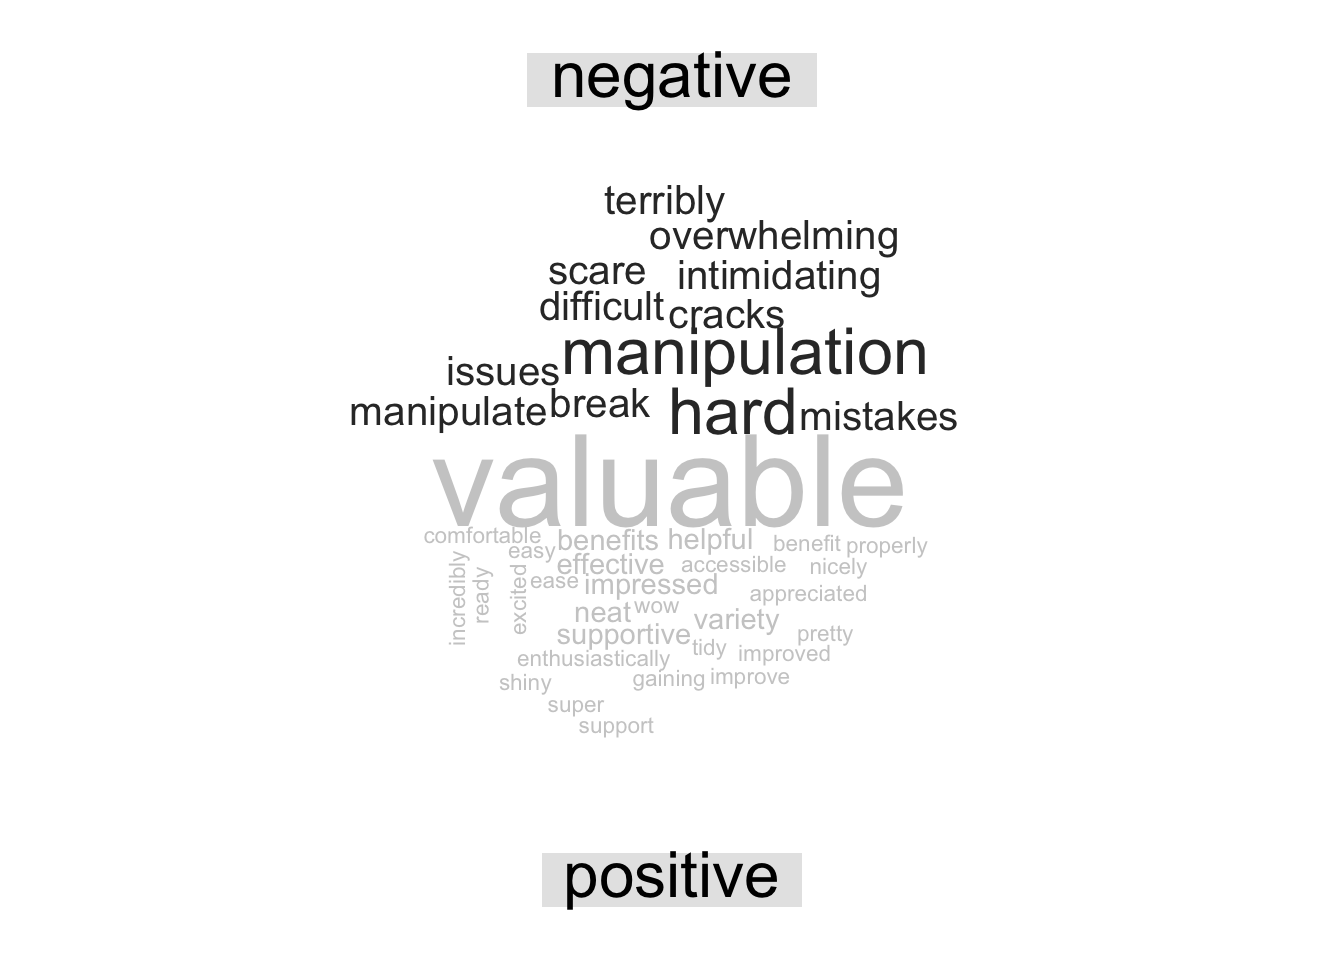 negative
terribly
overwhelming
scare intimidating
difficult cracks
manipulation
issues
manipulate break hard mistakes
valuable
comfortable easy benefits helpful benefit properly
effective accessible nicely
incredibly ready excited ease impressed appreciated
neat wow variety
supportive tidy pretty
enthusiastically improved
shiny gaining improve
super
support
positive